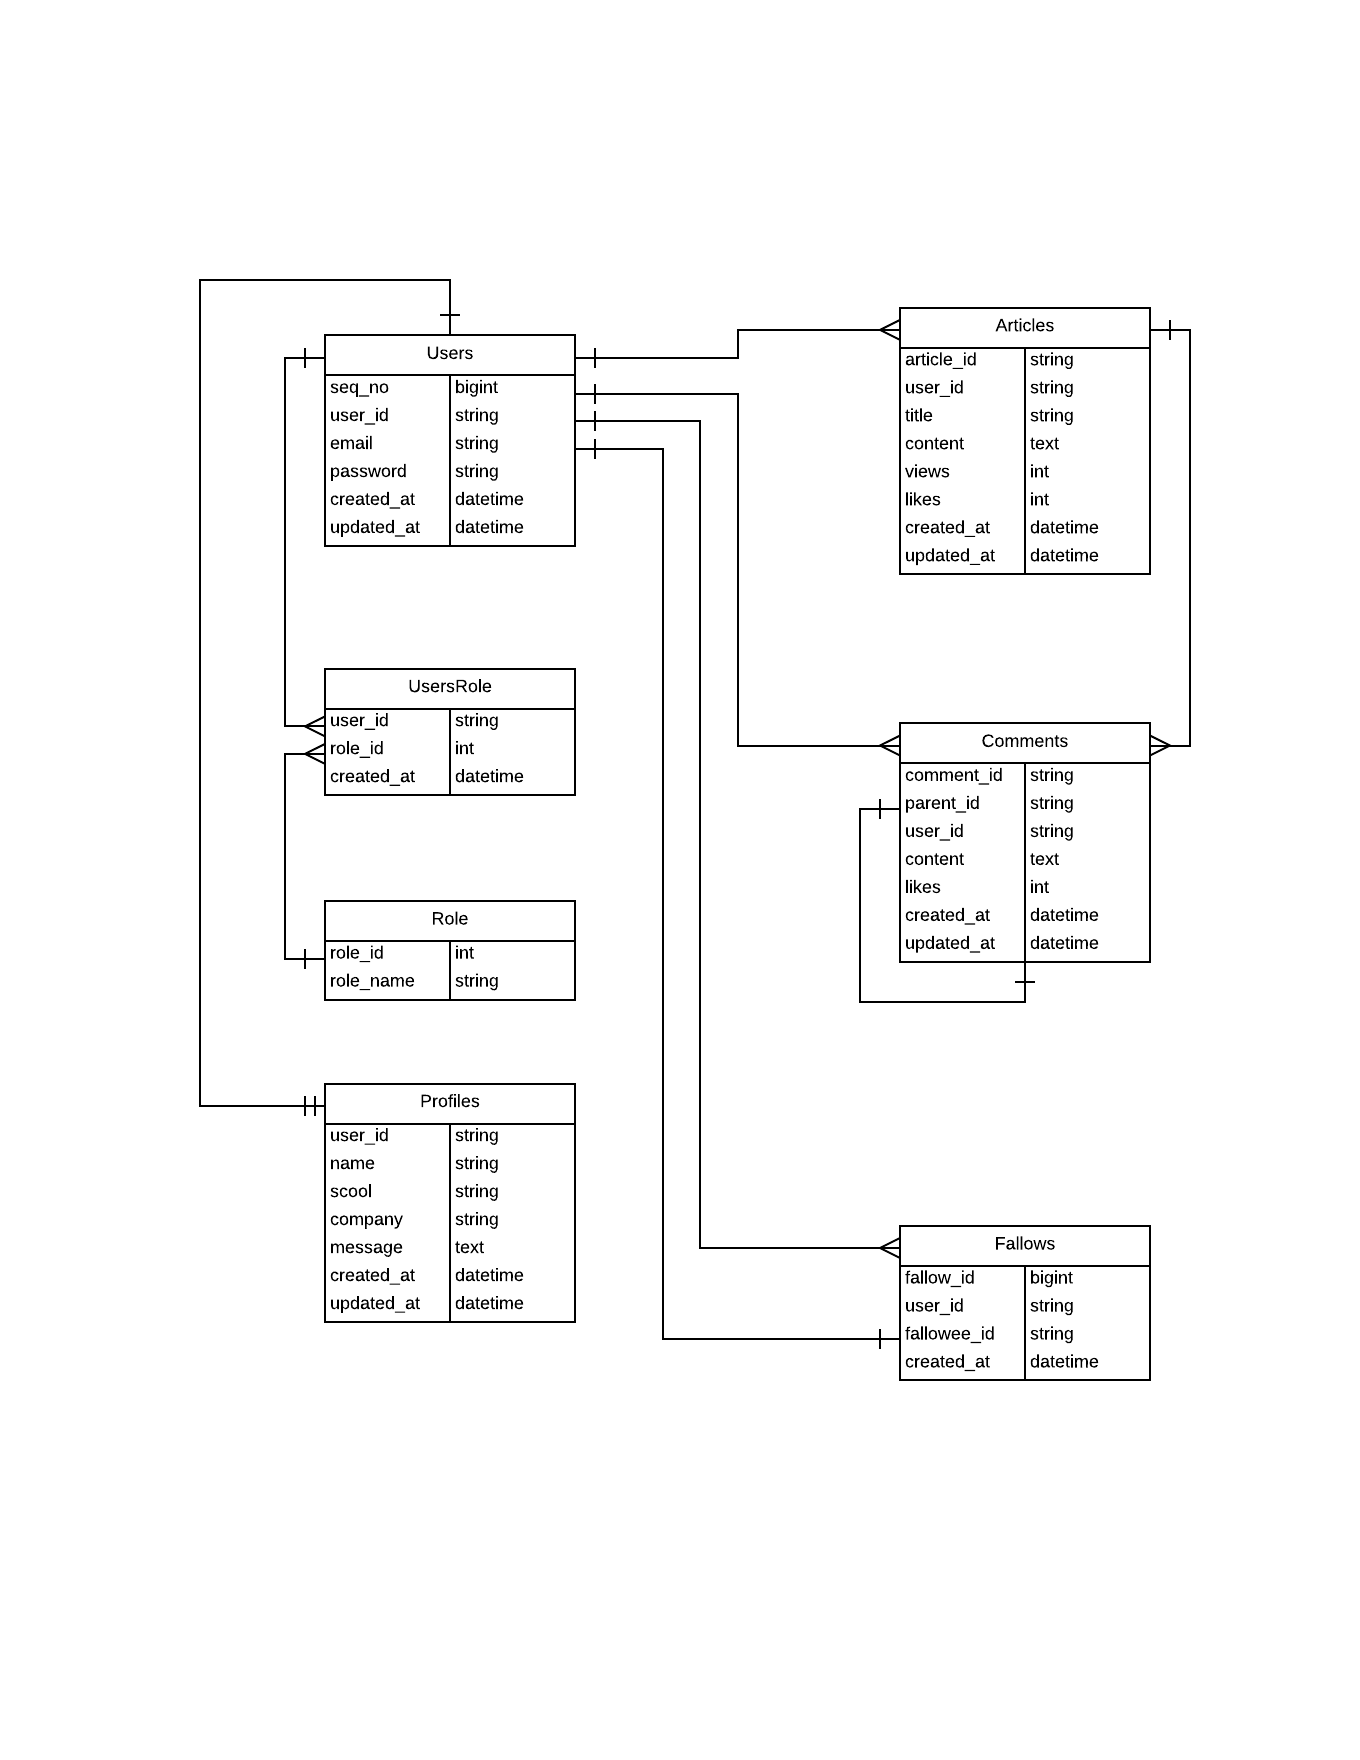 Users
seq_no bigint
user_id string
email string
password string
created_at datetime
updated_at datetime
UsersRole
user_id string
role_id int
created_at datetime
Role
role_id int
role_name string
Profiles
user_id string
name string
scool string
company string
message text
created_at datetime
updated_at datetime
Articles
article_id string
user_id string
title string
content text
views int
likes int
created_at datetime
updated_at datetime
Comments
comment_id string
parent_id string
user_id string
content text
likes int
created_at datetime
updated_at datetime
Fallows
fallow_id bigint
user_id string
fallowee_id string
created_at datetime